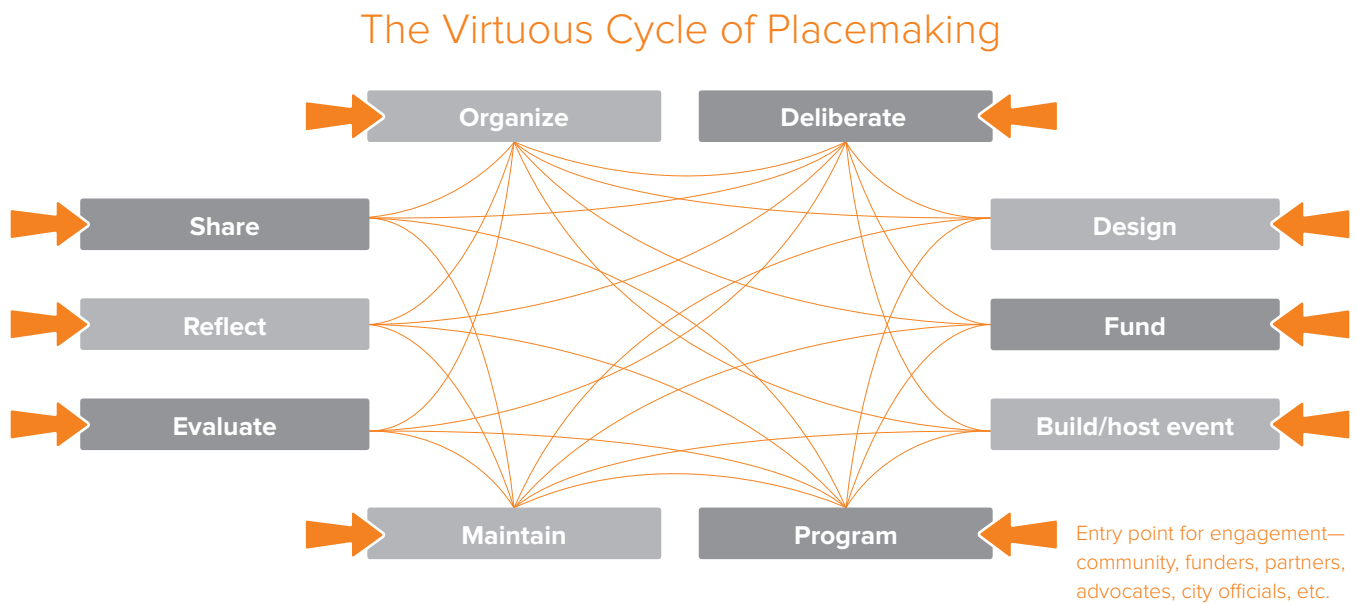 The Virtuous Cycle of Placemaking
Organize
Deliberate
Share
Design
Reflect
Fund
Evaluate
Build/host event
Maintain
Program
Entry point for engagement—
community, funders, partners,
advocates, city officials, etc.